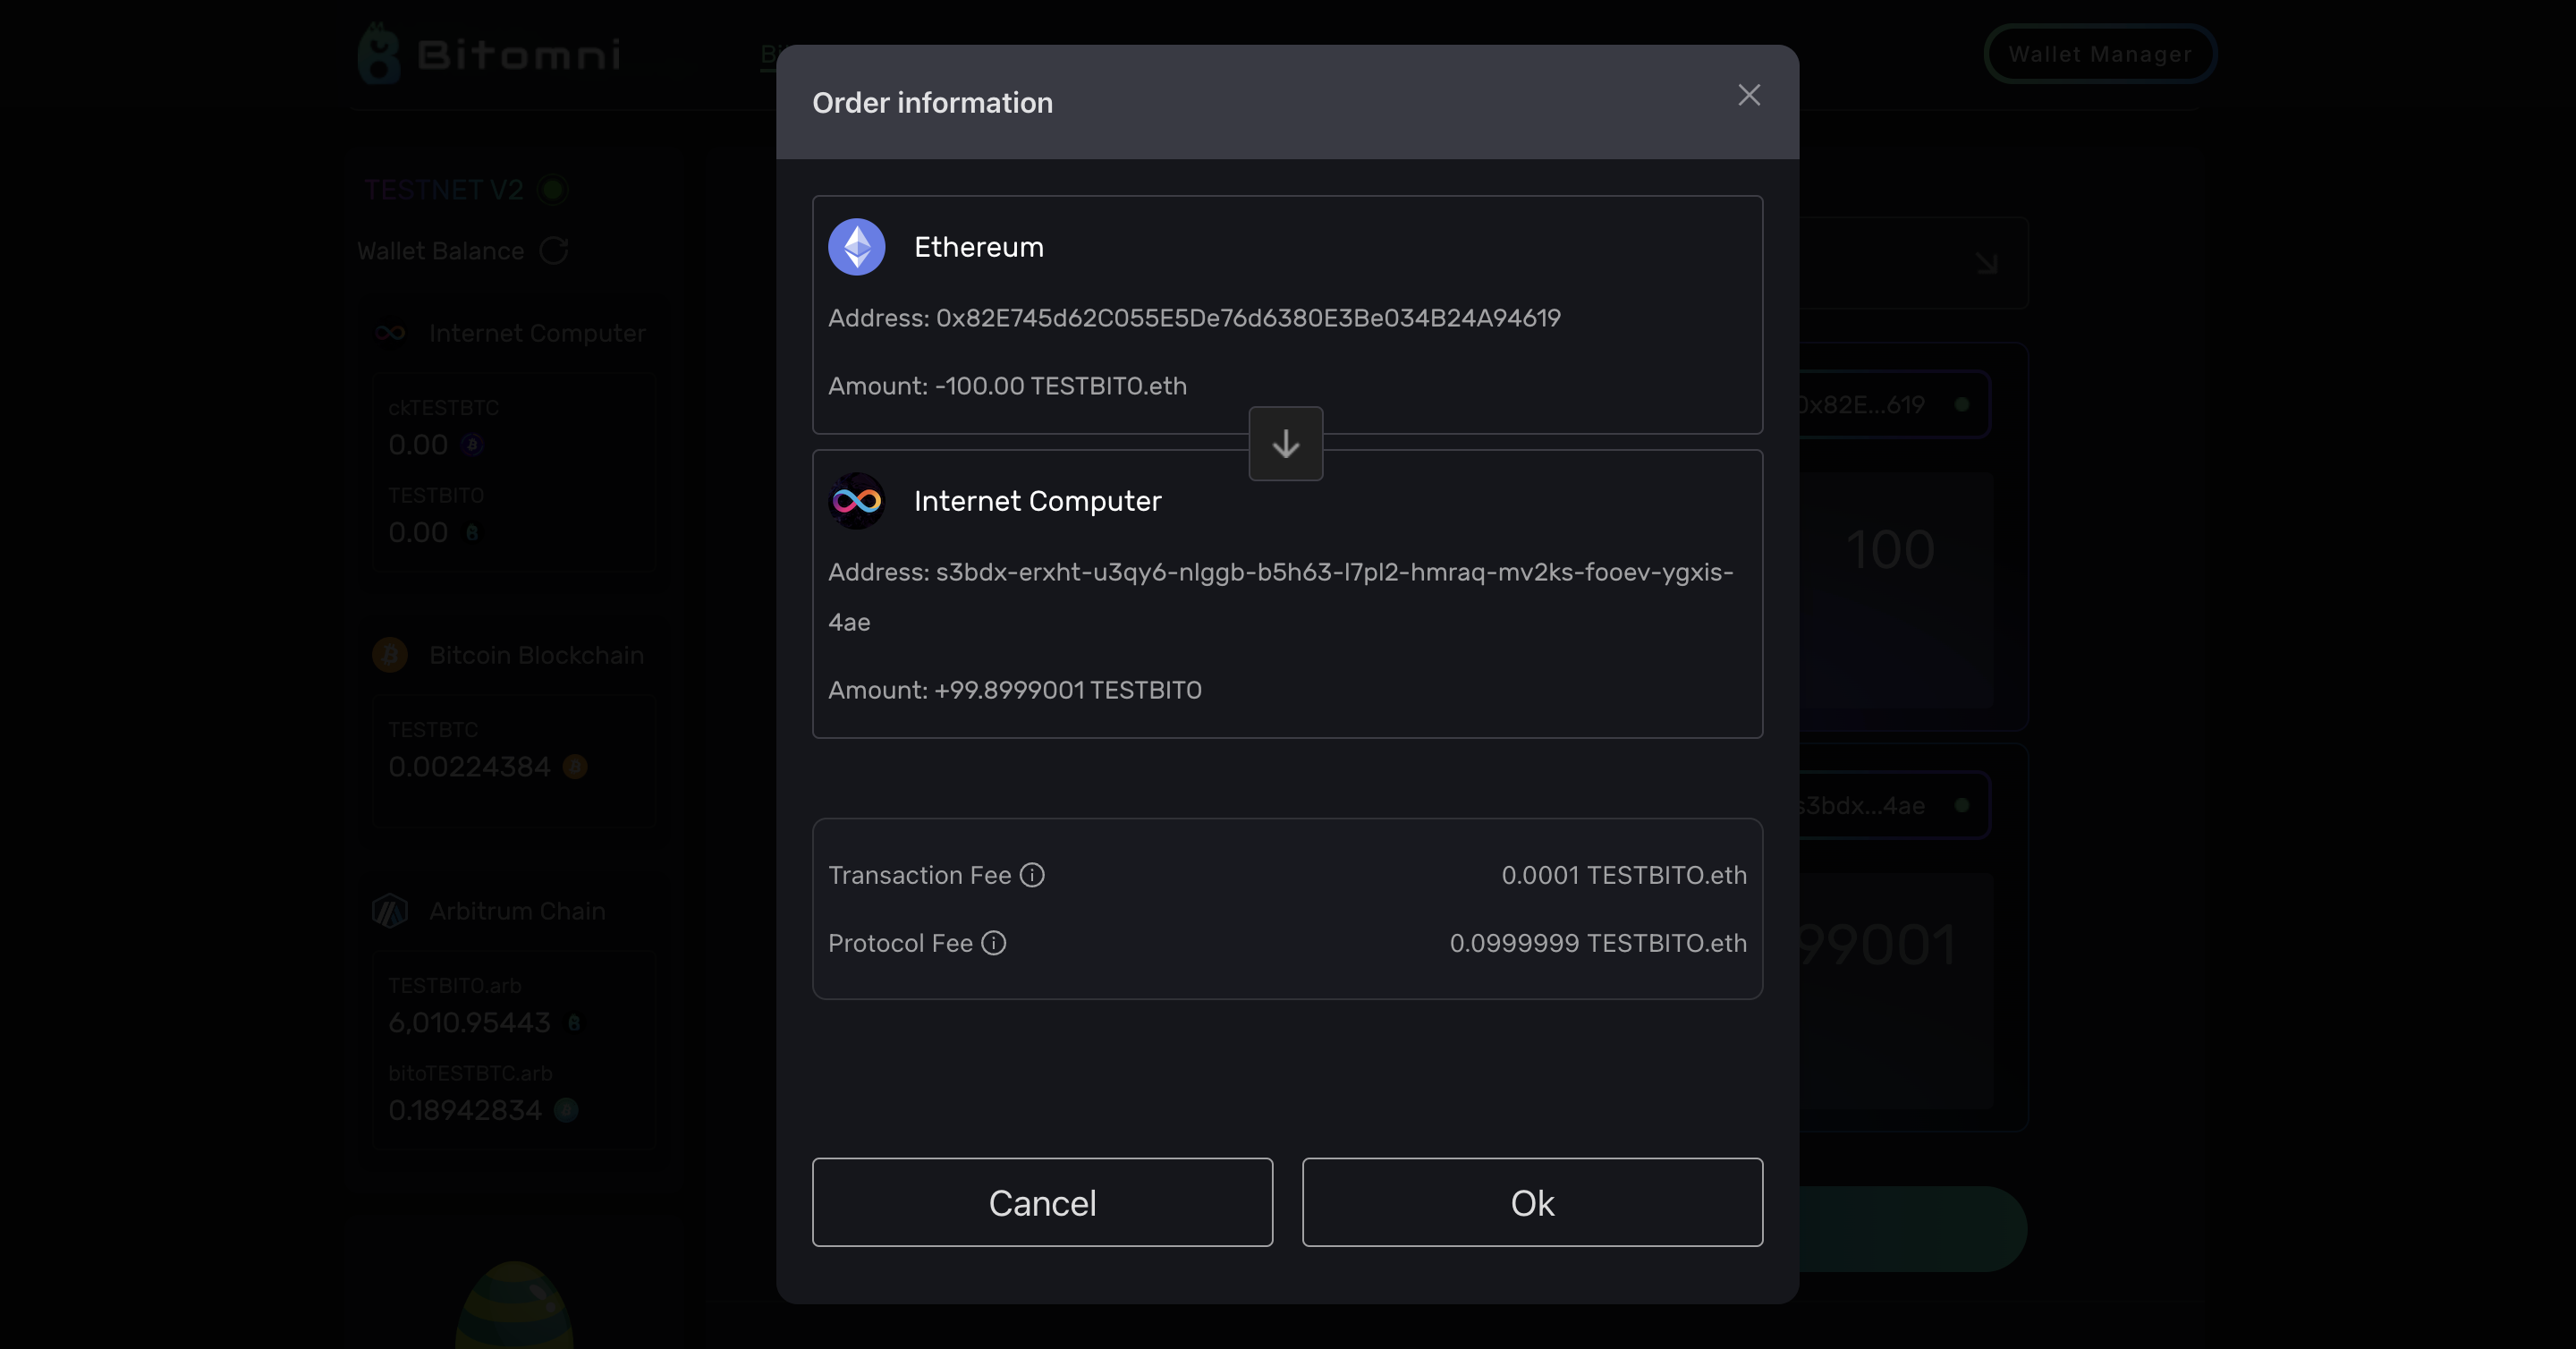 Bitomni
Wallet Manager
TESTNET V2
Wallet Balance
Internet Computer
ckTESTBTC
0.00
TESTBITO
0.00
Bitcoin Blockchain
TESTBTC
0.00224384
Arbitrum Chain
TESTBITO.arb
6,010.95443
bitoTESTBTC.arb
0.18942834
Order information
Ethereum
Address: 0x82E745d62C055E5De76d6380E3Be034B24A94619
Amount: -100.00 TESTBITO.eth
Internet Computer
Address: s3bdx-erxht-u3qy6-nlggb-b5h63-l7pl2-hmraq-mv2ks-fooev-ygxis-
4ae
Amount: +99.8999001 TESTBITO
Transaction Fee
0.0001 TESTBITO.eth
Protocol Fee
0.0999999 TESTBITO.eth
Cancel
Ok
0x82E...619
100
s3bdx...4ae
99001